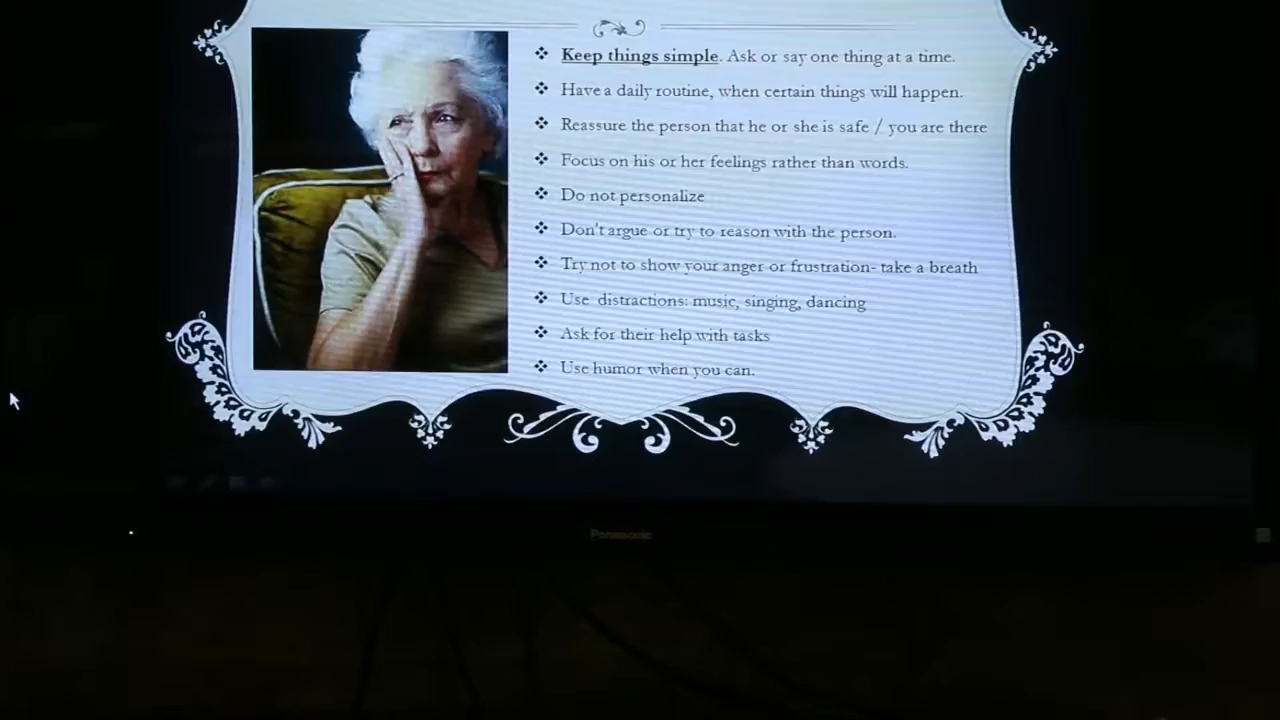 Keep things simple. Ask or say one thing at a time.
Have a daily routine, when certain things will happen.
Reassure the person that he or she is safe / you are there
Focus on his or her feelings rather than words.
Do not personalize
Don't argue or try to reason with the person.
Try not to show your anger or frustration- take a breath
Use distractions: music, singing, dancing
Ask for their help with tasks
Use humor when you can.
Panasonic